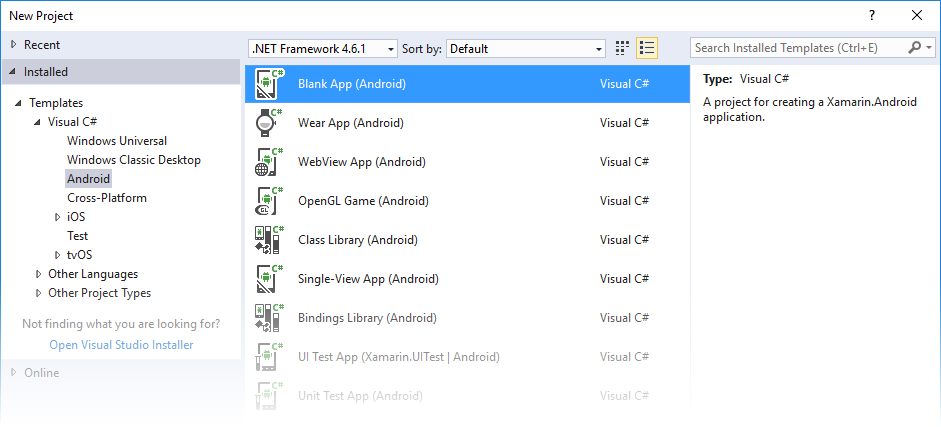 New Project
?
Recent
.NET Framework 4.6.1
Sort by:
Default
Search Installed Templates (Ctrl+E)
Installed
Templates
Visual C#
Windows Universal
Windows Classic Desktop
Android
Cross-Platform
iOS
Test
tvOS
Other Languages
Other Project Types
Not finding what you are looking for?
Open Visual Studio Installer
Online
C# Blank App (Android) Visual C#
C# Wear App (Android) Visual C#
C# WebView App (Android) Visual C#
C# GL OpenGL Game (Android) Visual C#
C# Class Library (Android) Visual C#
C# Single-View App (Android) Visual C#
C# Bindings Library (Android) Visual C#
C# UI Test App (Xamarin.UITest | Android) Visual C#
C# Unit Test App (Android) Visual C#
Type: Visual C#
A project for creating a Xamarin.Android
application.